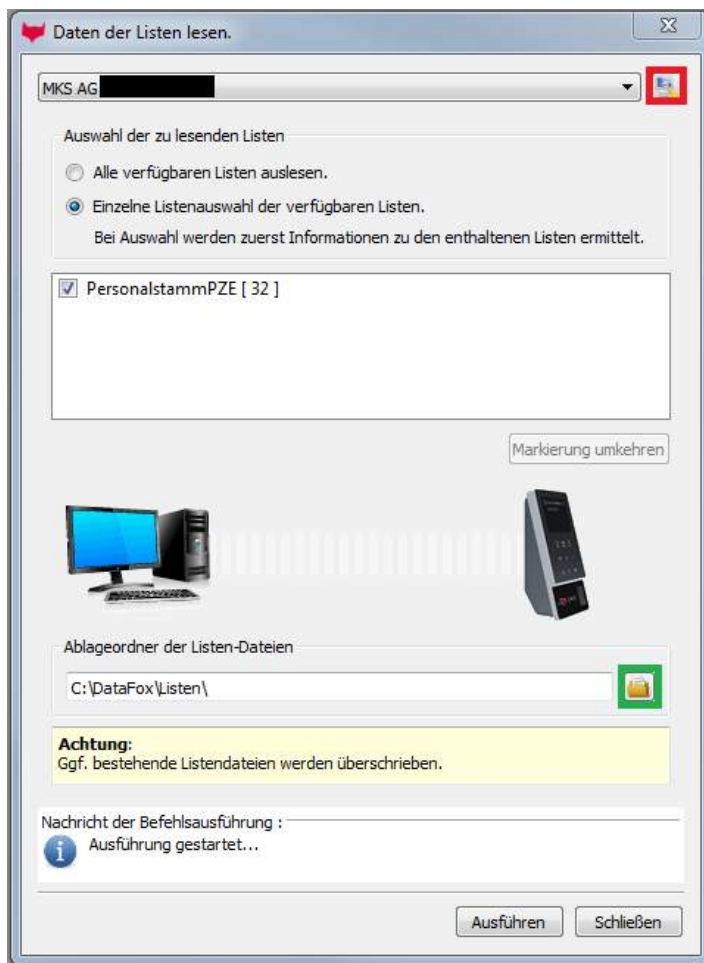 Daten der Listen lesen.
MKS AG
Auswahl der zu lesenden Listen
Alle verfügbaren Listen auslesen.
Einzelne Listenauswahl der verfügbaren Listen.
Bei Auswahl werden zuerst Informationen zu den enthaltenen Listen ermittelt.
PersonalstammPZE [ 32 ]
Markierung umkehren
Ablageordner der Listen-Dateien
C:\DataFox\Listen\
Achtung:
Ggf. bestehende Listendateien werden überschrieben.
Nachricht der Befehlsausführung :
Ausführung gestartet...
Ausführen Schließen